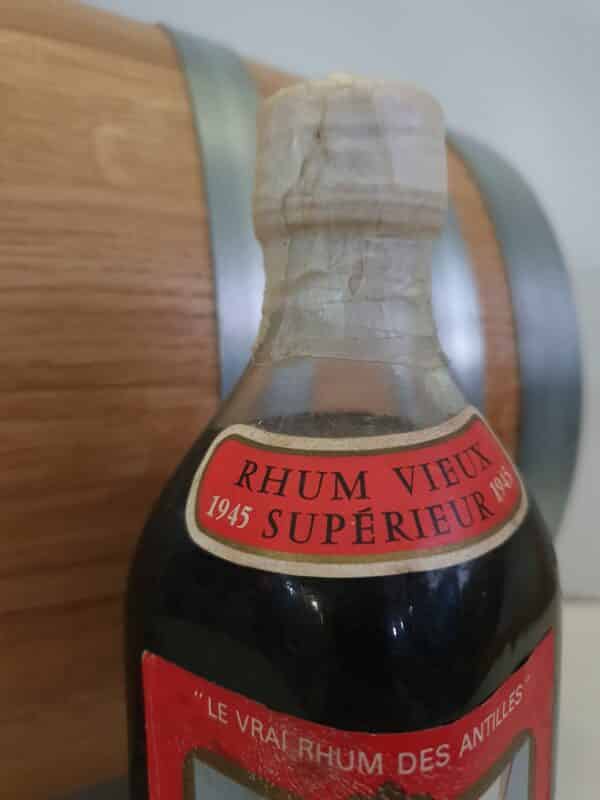 RHUM VIEUX
1945 SUPÉRIEUR 1945
"LE VRAI RHUM DES ANTILLES"